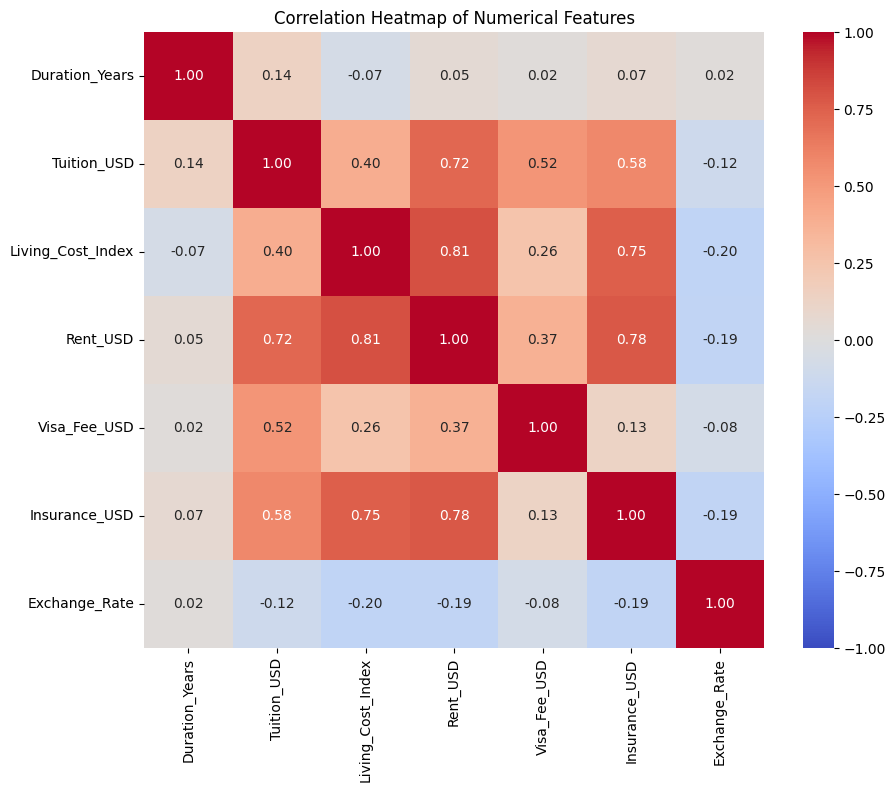 Correlation Heatmap of Numerical Features
Duration_Years 1.00 0.14 -0.07 0.05 0.02 0.07 0.02
Tuition_USD 0.14 1.00 0.40 0.72 0.52 0.58 -0.12
Living_Cost_Index -0.07 0.40 1.00 0.81 0.26 0.75 -0.20
Rent_USD 0.05 0.72 0.81 1.00 0.37 0.78 -0.19
Visa_Fee_USD 0.02 0.52 0.26 0.37 1.00 0.13 -0.08
Insurance_USD 0.07 0.58 0.75 0.78 0.13 1.00 -0.19
Exchange_Rate 0.02 -0.12 -0.20 -0.19 -0.08 -0.19 1.00
Duration_Years
Tuition_USD
Living_Cost_Index
Rent_USD
Visa_Fee_USD
Insurance_USD
Exchange_Rate
1.00
0.75
0.50
0.25
0.00
−0.25
−0.50
−0.75
−1.00